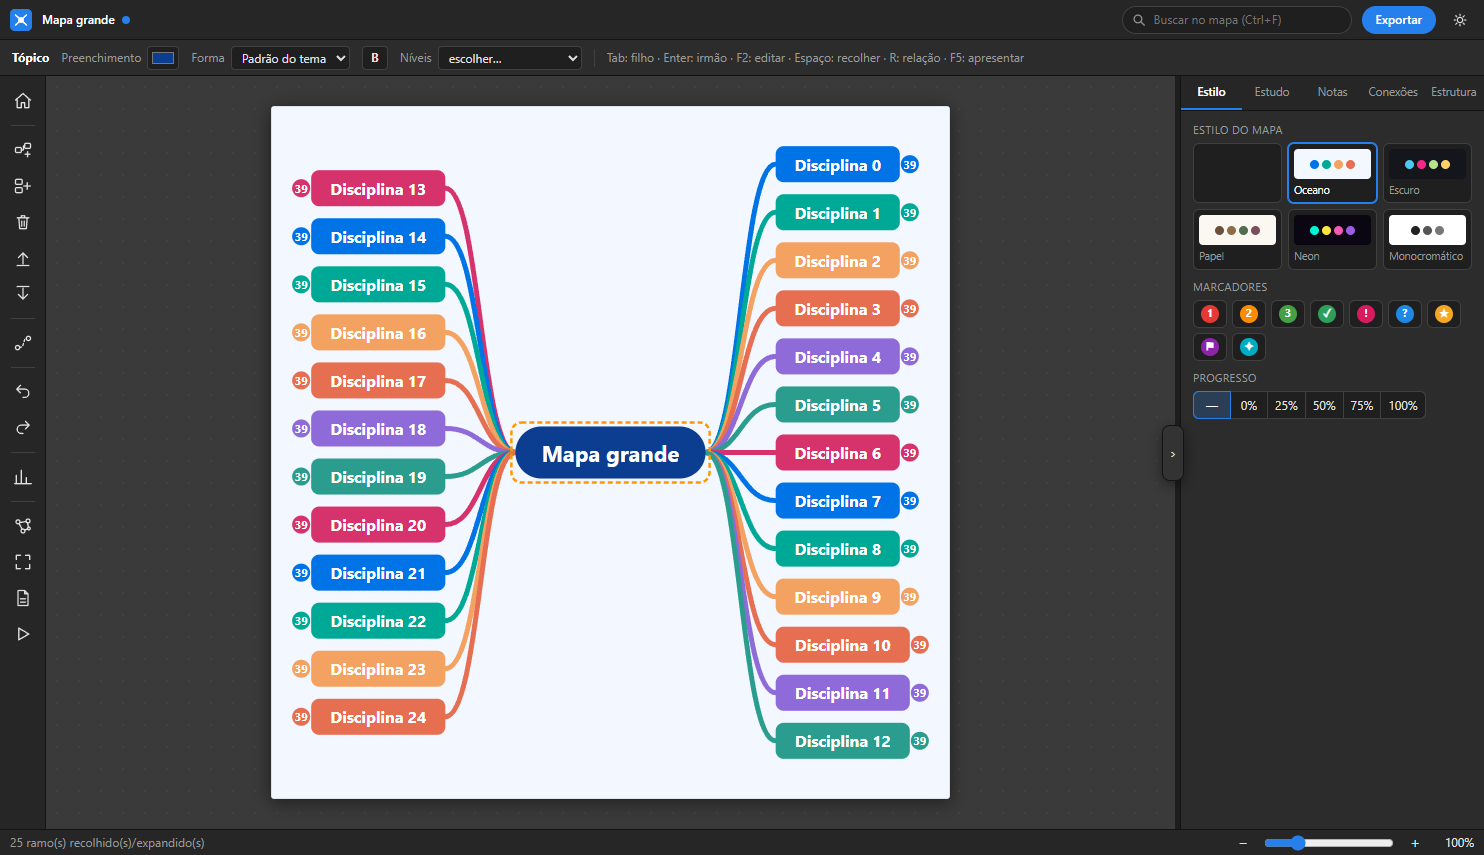 Mapa grande
Buscar no mapa (Ctrl+F)
Exportar
Tópico
Preenchimento
Forma
Padrão do tema
B
Níveis
escolher...
Tab: filho · Enter: irmão · F2: editar · Espaço: recolher · R: relação · F5: apresentar
Disciplina 13
39
Disciplina 14
39
Disciplina 15
39
Disciplina 16
39
Disciplina 17
39
Disciplina 18
39
Disciplina 19
39
Disciplina 20
39
Disciplina 21
39
Disciplina 22
39
Disciplina 23
39
Disciplina 24
39
Mapa grande
Disciplina 0
39
Disciplina 1
39
Disciplina 2
39
Disciplina 3
39
Disciplina 4
39
Disciplina 5
39
Disciplina 6
39
Disciplina 7
39
Disciplina 8
39
Disciplina 9
39
Disciplina 10
39
Disciplina 11
39
Disciplina 12
39
Estilo
Estudo
Notas
Conexões
Estrutura
ESTILO DO MAPA
Oceano
Escuro
Papel
Neon
Monocromático
MARCADORES
1
2
3
!
?
PROGRESSO
—
0%
25%
50%
75%
100%
25 ramo(s) recolhido(s)/expandido(s)
100%